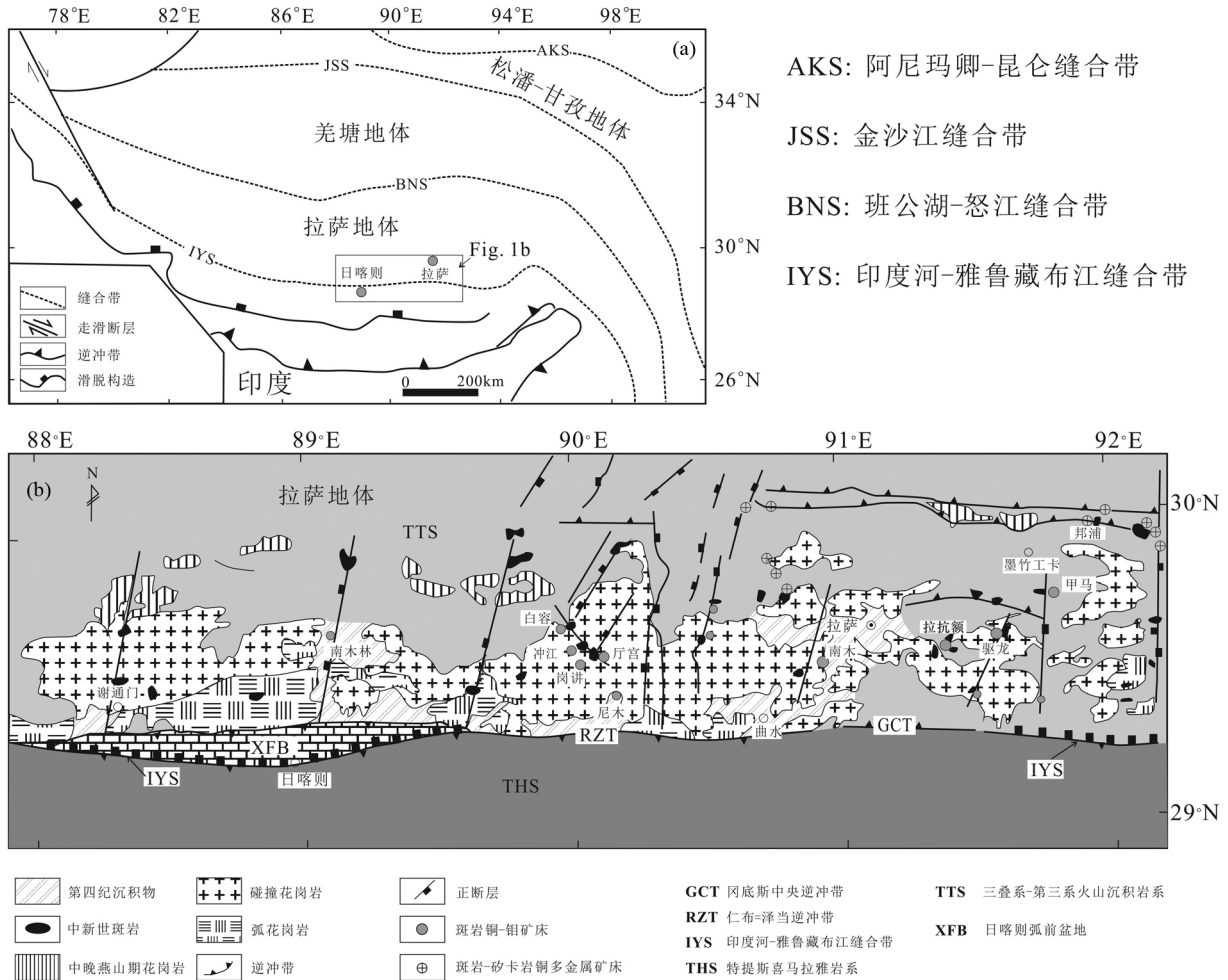 78°E 82°E 86°E 90°E 94°E 98°E
(a)
AKS
JSS
松潘-甘孜地体
34°N
羌塘地体
BNS
拉萨地体
30°N
IYS
Fig. 1b
日喀则
拉萨
缝合带
走滑断层
逆冲带
滑脱构造
印度
0 200km
26°N
78°E 82°E 86°E 90°E 94°E 98°E
AKS: 阿尼玛卿-昆仑缝合带
JSS: 金沙江缝合带
BNS: 班公湖-怒江缝合带
IYS: 印度河-雅鲁藏布江缝合带
88°E 89°E 90°E 91°E 92°E
(b)
N
拉萨地体
TTS
30°N
邦浦
墨竹工卡
甲马
白容
拉萨
拉抗额
南木林
冲江
厅宫
南木
驱龙
岗讲
谢通门
尼木
曲水
GCT
RZT
XFB
IYS
日喀则
THS
IYS
29°N
88°E 89°E 90°E 91°E 92°E
第四纪沉积物
碰撞花岗岩
正断层
GCT 冈底斯中央逆冲带
TTS 三叠系-第三系火山沉积岩系
中新世斑岩
弧花岗岩
斑岩铜-钼矿床
RZT 仁布=泽当逆冲带
XFB 日喀则弧前盆地
IYS 印度河-雅鲁藏布江缝合带
中晚燕山期花岗岩
逆冲带
斑岩-矽卡岩铜多金属矿床
THS 特提斯喜马拉雅岩系